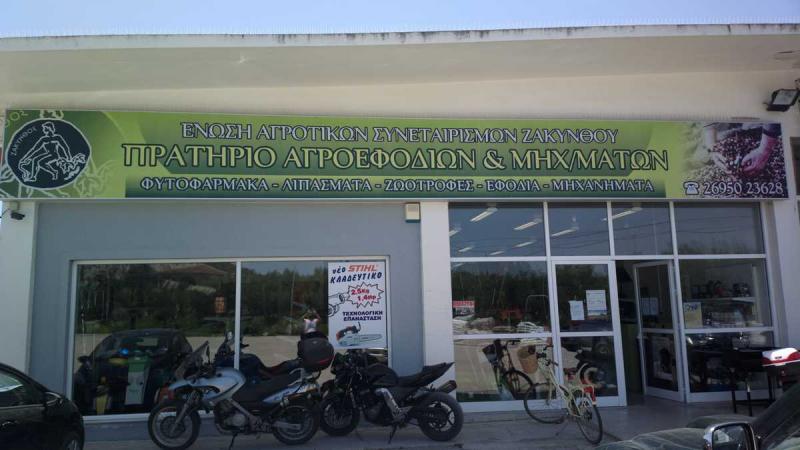 ΖΑΚΥΝΘΟΣ
ΕΝΩΣΗ ΑΓΡΟΤΙΚΩΝ ΣΥΝΕΤΑΙΡΙΣΜΩΝ ΖΑΚΥΝΘΟΥ
ΠΡΑΤΗΡΙΟ ΑΓΡΟΕΦΟΔΙΩΝ & ΜΗΧ/ΜΑΤΩΝ
ΦΥΤΟΦΑΡΜΑΚΑ - ΛΙΠΑΣΜΑΤΑ - ΖΩΟΤΡΟΦΕΣ - ΕΦΟΔΙΑ - ΜΗΧΑΝΗΜΑΤΑ
☎ 26950 23628
νέο STIHL
ΚΛΑΔΕΥΤΙΚΟ
2,5Kg
1,4πρ
ΤΕΧΝΟΛΟΓΙΚΗ
ΕΠΑΝΑΣΤΑΣΗ